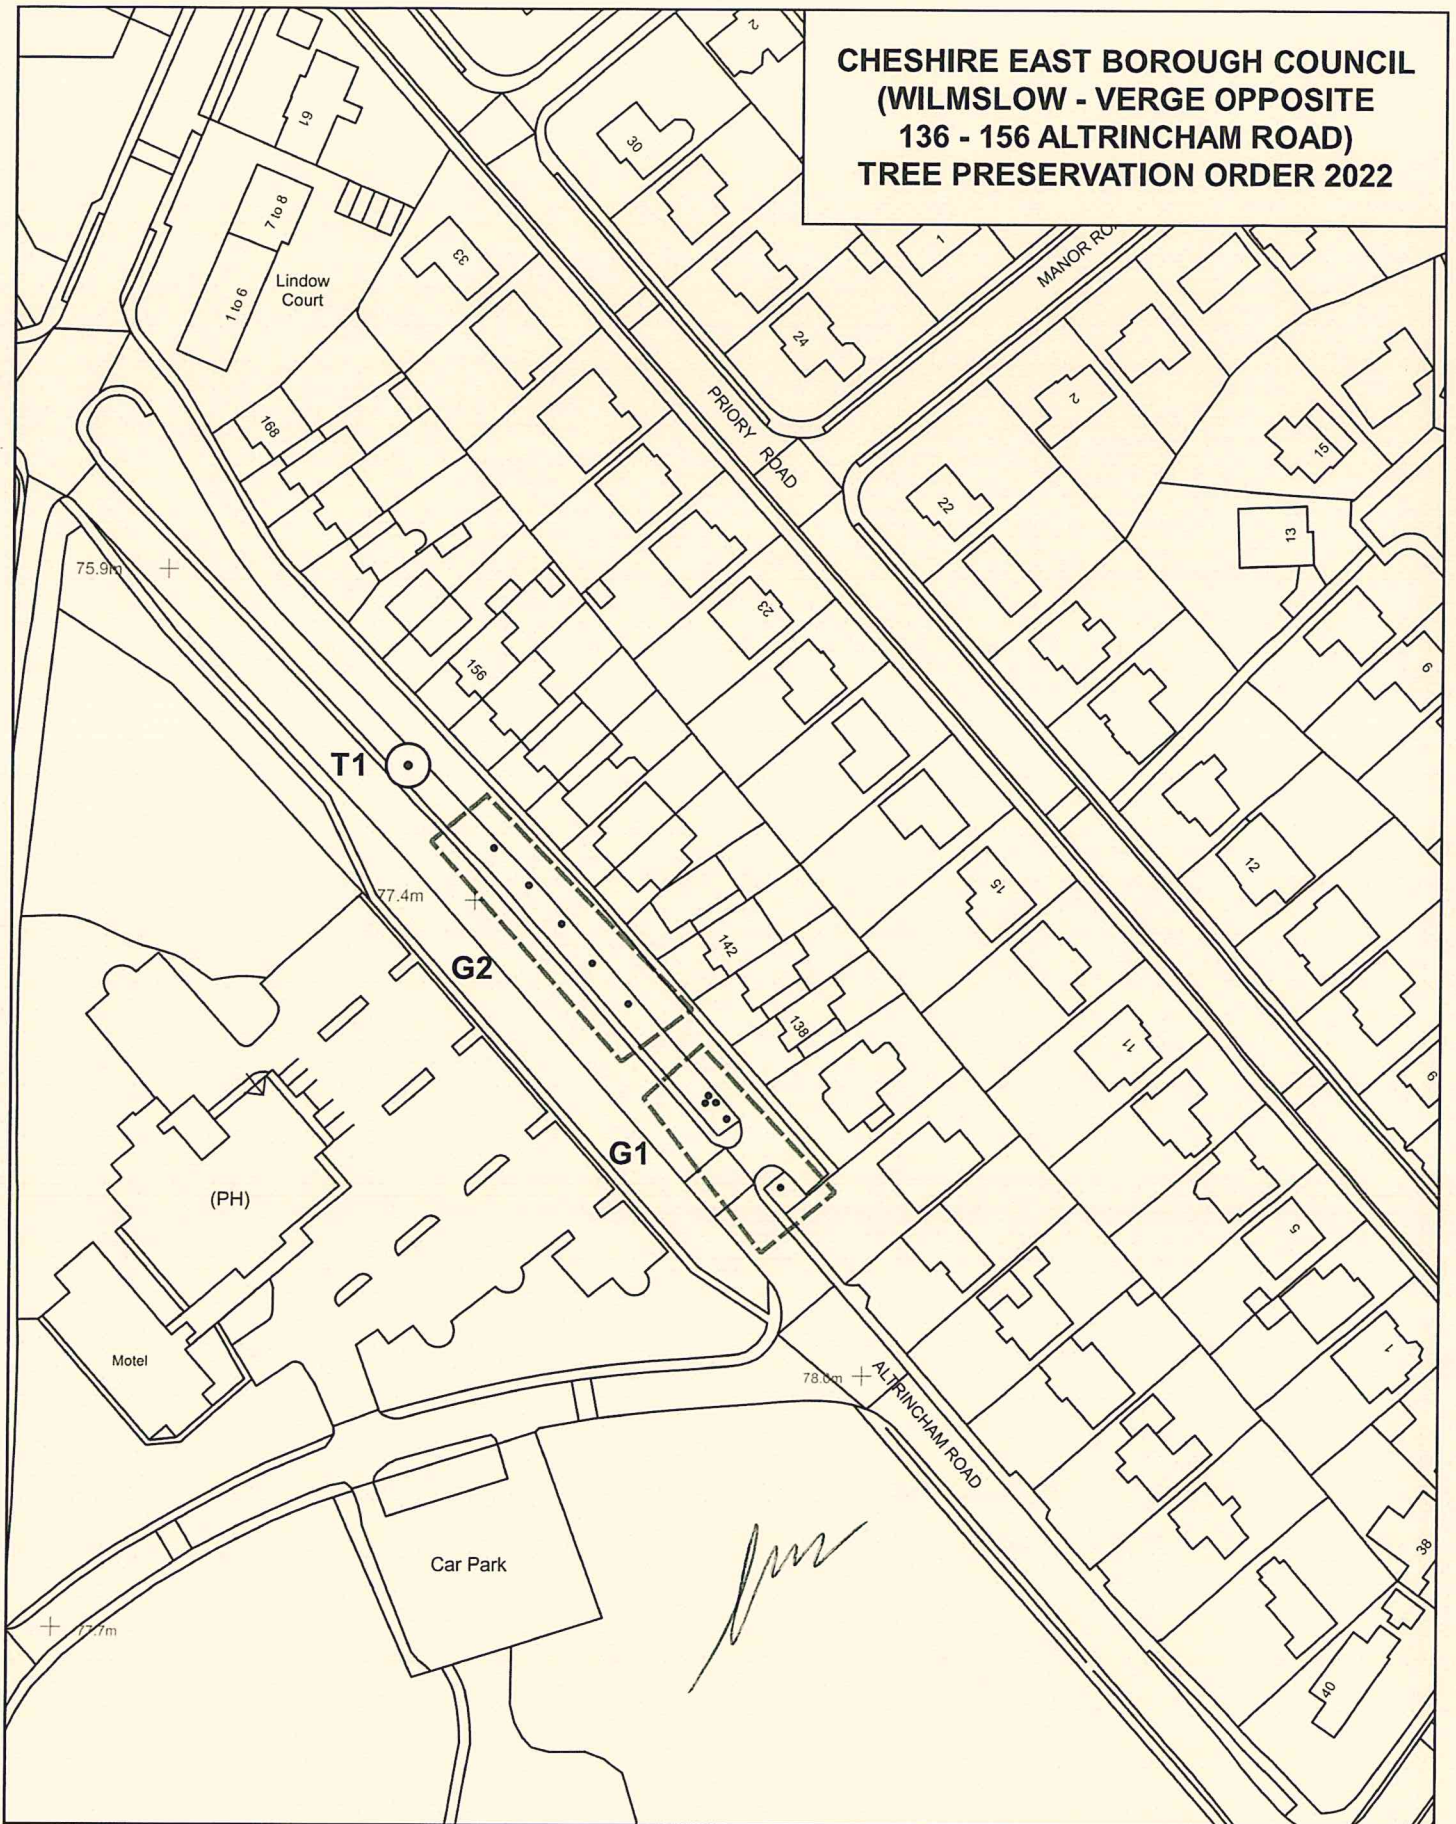 CHESHIRE EAST BOROUGH COUNCIL
(WILMSLOW - VERGE OPPOSITE
136 - 156 ALTRINCHAM ROAD)
TREE PRESERVATION ORDER 2022
2
61
30
7 to 8
1 to 6
Lindow
Court
33
1
MANOR
24
168
PRIORY ROAD
2
15
22
13
75.9m
23
156
9
T1
12
15
77.4m
142
G2
138
11
9
G1
(PH)
5
1
Motel
78.0m
ALTRINCHAM ROAD
38
Car Park
77.7m
40